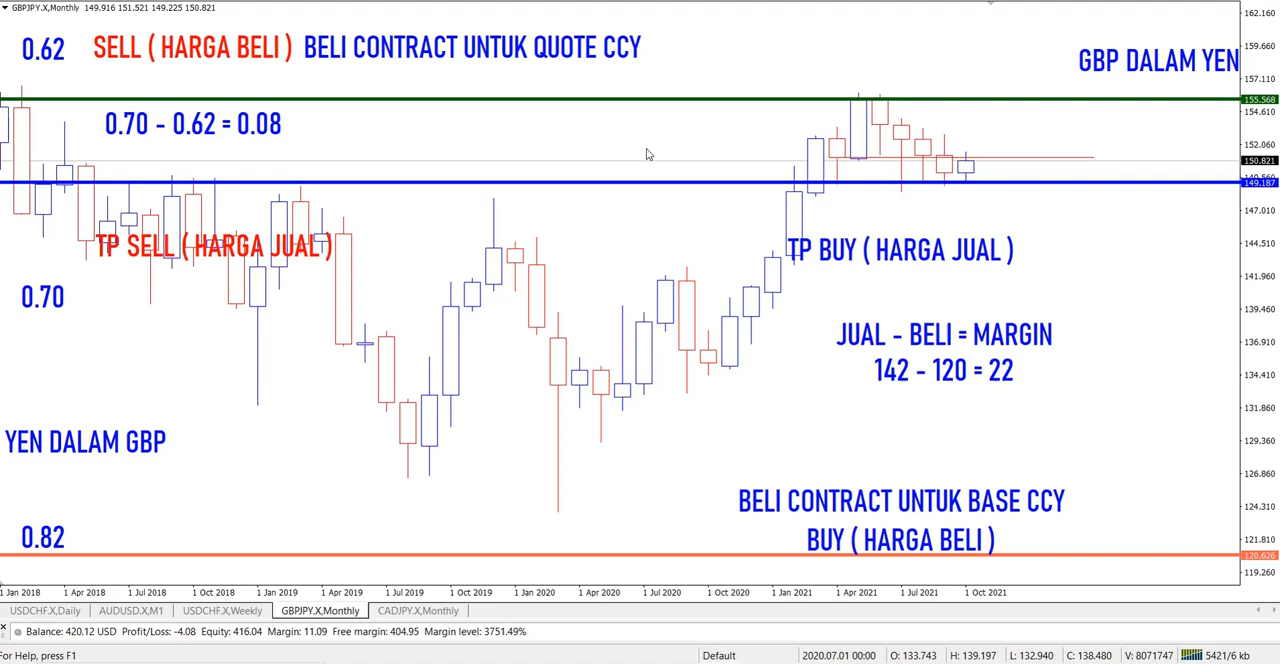 GBPJPY.X,Monthly 149.916 151.521 149.225 150.821
0.62
SELL ( HARGA BELI ) BELI CONTRACT UNTUK QUOTE CCY
GBP DALAM YEN
0.70 - 0.62 = 0.08
TP SELL ( HARGA JUAL )
TP BUY ( HARGA JUAL )
0.70
JUAL - BELI = MARGIN
142 - 120 = 22
YEN DALAM GBP
BELI CONTRACT UNTUK BASE CCY
0.82
BUY ( HARGA BELI )
162.160
159.660
157.110
155.568
154.610
152.060
150.821
149.187
147.010
144.510
141.960
139.460
136.910
134.410
131.860
129.360
126.860
124.310
121.810
120.626
119.260
1 Jan 2018 1 Apr 2018 1 Jul 2018 1 Oct 2018 1 Jan 2019 1 Apr 2019 1 Jul 2019 1 Oct 2019 1 Jan 2020 1 Apr 2020 1 Jul 2020 1 Oct 2020 1 Jan 2021 1 Apr 2021 1 Jul 2021 1 Oct 2021
USDCHF.X,Daily AUDUSD.X,M1 USDCHF.X,Weekly GBPJPY.X,Monthly CADJPY.X,Monthly
Balance: 420.12 USD Profit/Loss: -4.08 Equity: 416.04 Margin: 11.09 Free margin: 404.95 Margin level: 3751.49%
For Help, press F1 Default 2020.07.01 00:00 O: 133.743 H: 139.197 L: 132.940 C: 138.480 V: 8071747 5421/6 kb